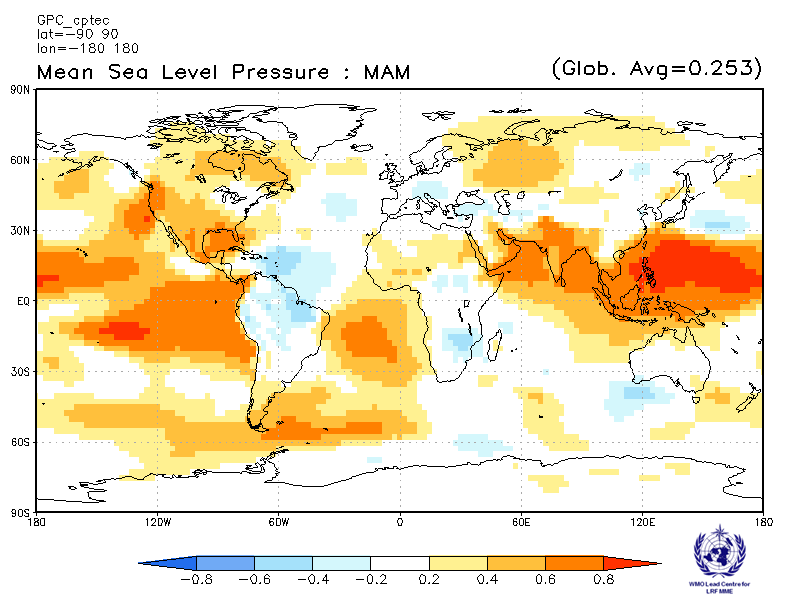 GPC_cptec
lat=-90 90
lon=-180 180
Mean Sea Level Pressure : MAM
(Glob. Avg=0.253)
90N
60N
30N
EQ
30S
60S
90S
180 120W 60W 0 60E 120E 180
-0.8 -0.6 -0.4 -0.2 0.2 0.4 0.6 0.8
WMO Lead Centre for
LRF MME